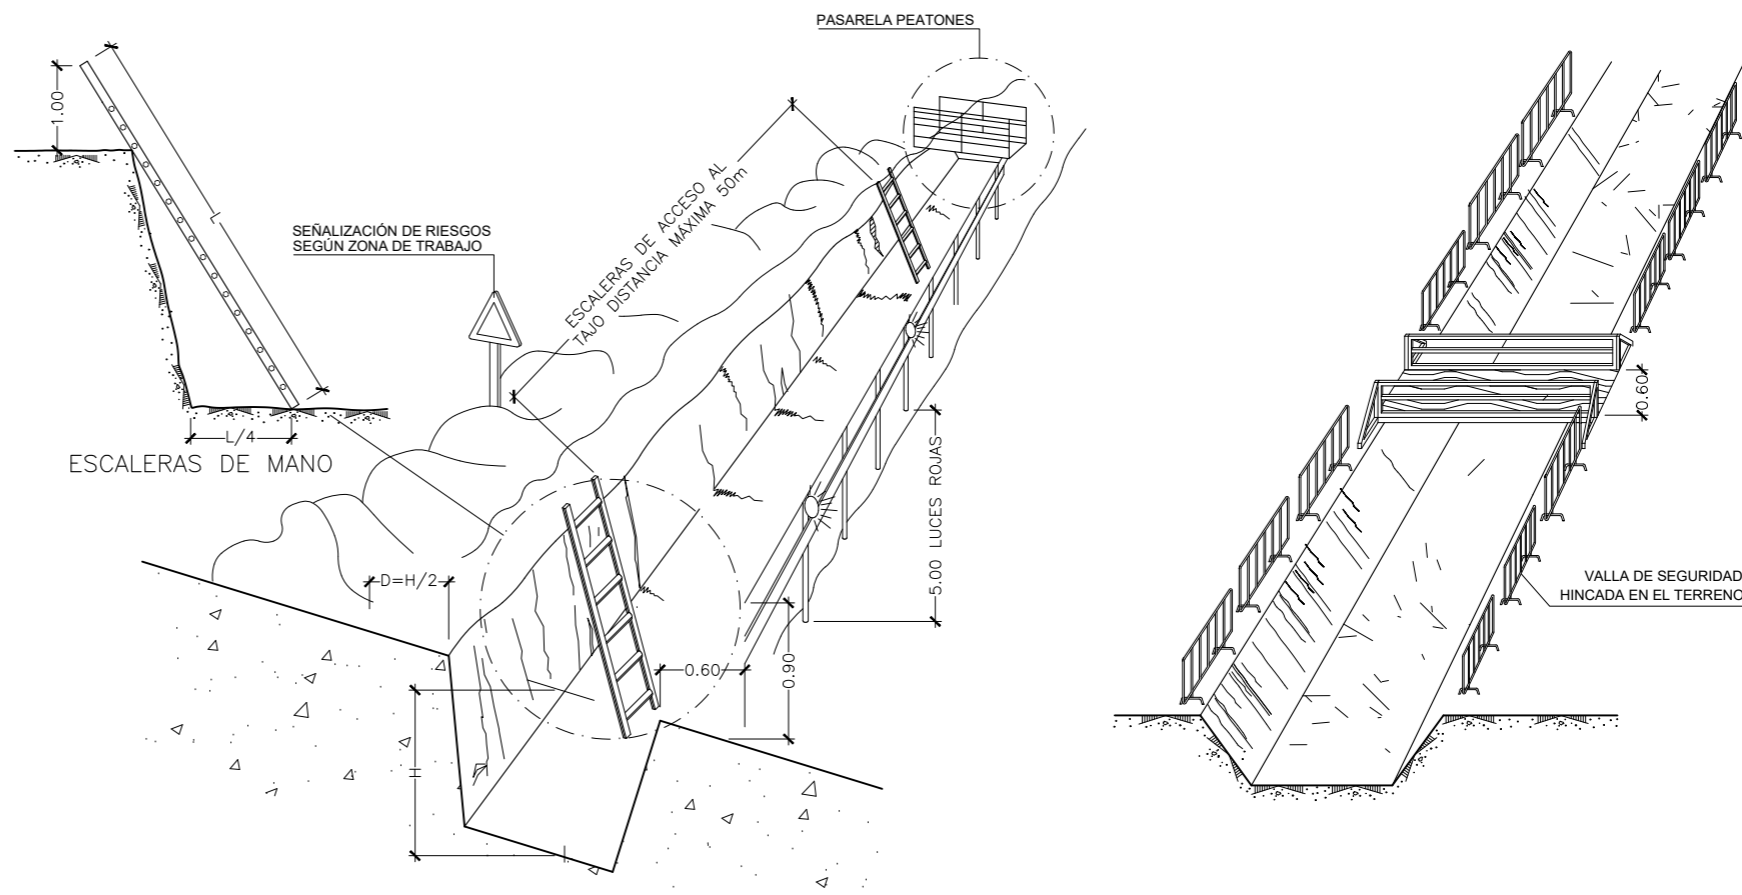 PASARELA PEATONES
1.00
L
L/4
ESCALERAS DE MANO
SEÑALIZACIÓN DE RIESGOS
SEGÚN ZONA DE TRABAJO
ESCALERAS DE ACCESO AL
TAJO DISTANCIA MÁXIMA 50m
D=H/2
H
0.60
0.90
5.00 LUCES ROJAS
0.60
VALLA DE SEGURIDAD
HINCADA EN EL TERRENO